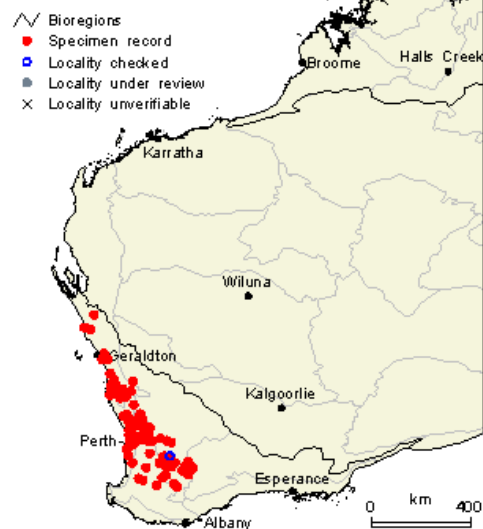 Bioregions
Specimen record
Locality checked
Locality under review
Locality unverifiable
Broome
Halls Creek
Karratha
Wiluna
Geraldton
Kalgoorlie
Perth
Esperance
Albany
km
0 400